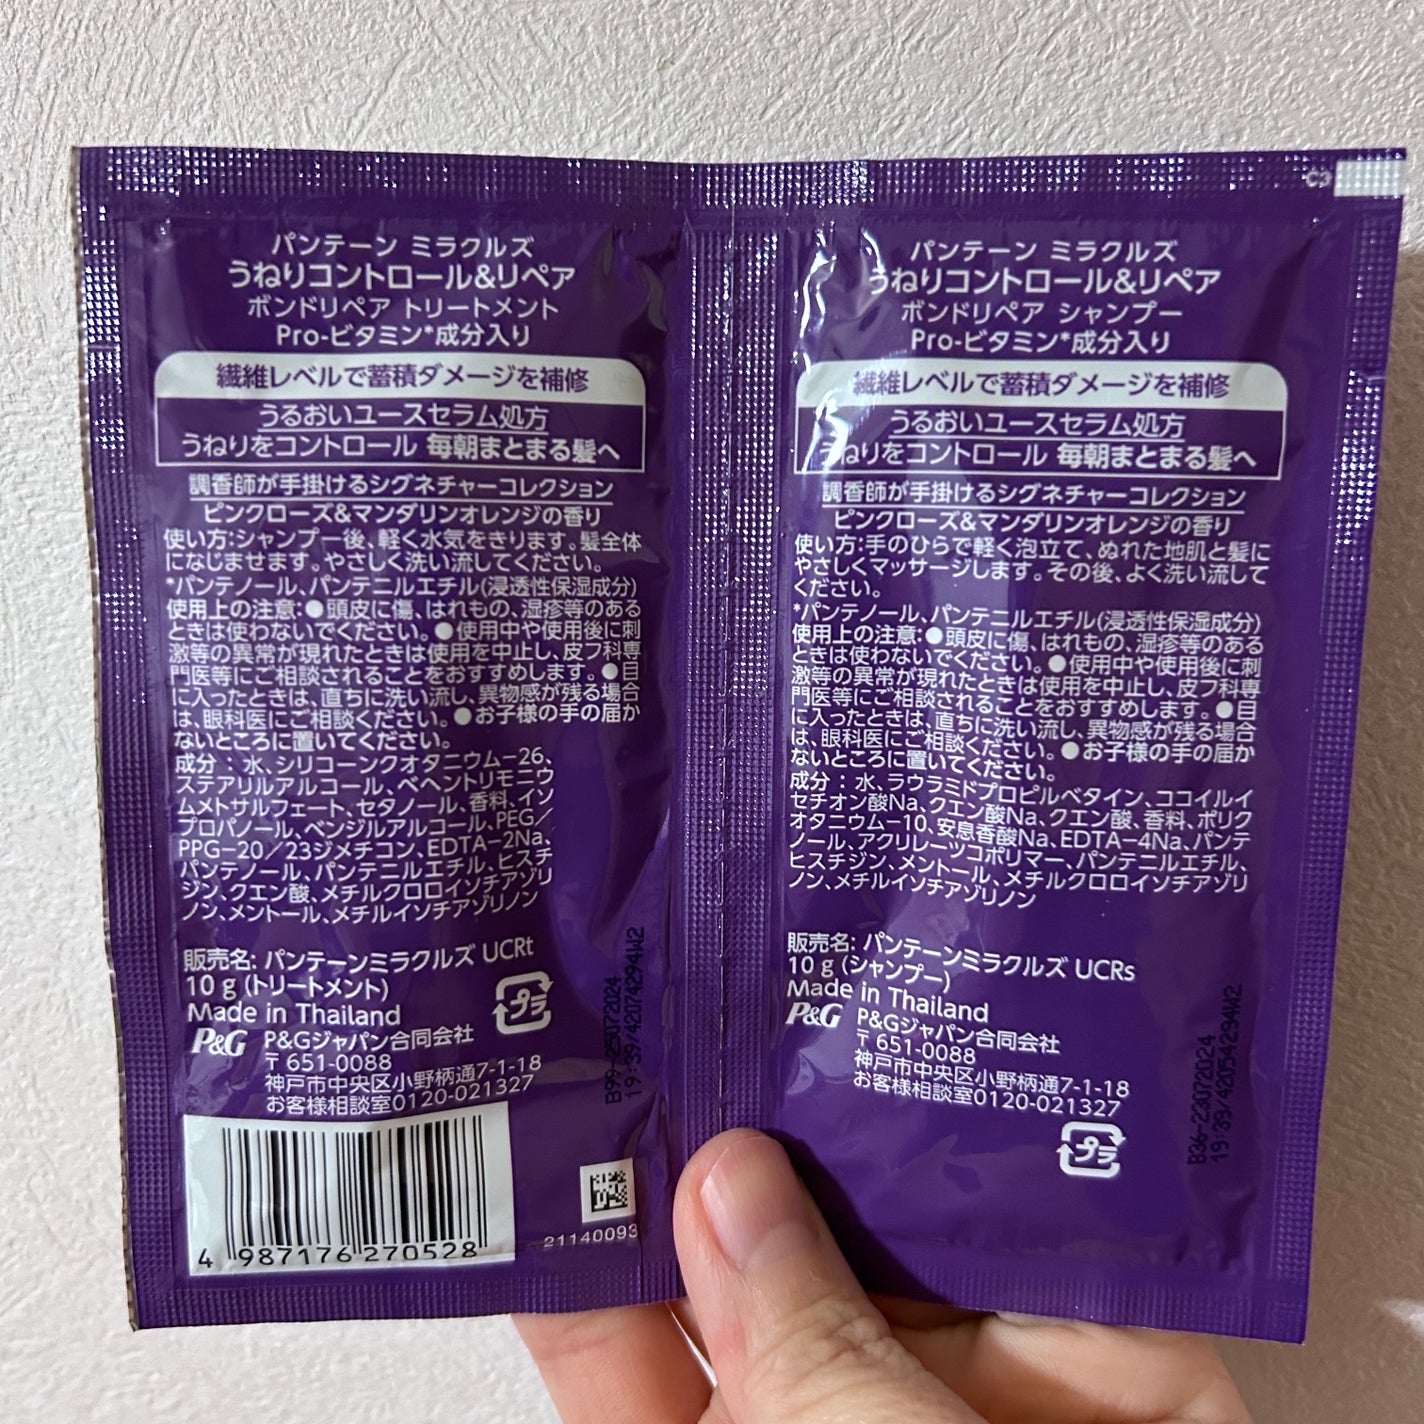 パンテーン ミラクルズ
うねりコントロール&リペア
ボンドリペア トリートメント
Pro-ビタミン*成分入り
繊維レベルで蓄積ダメージを補修
うるおいユースセラム処方
うねりをコントロール 毎朝まとまる髪へ
調香師が手掛けるシグネチャーコレクション
ピンクローズ&マンダリンオレンジの香り
使い方:シャンプー後、軽く水気をきります。髪全体
になじませます。やさしく洗い流してください。
*パンテノール、パンテニルエチル(浸透性保湿成分)
使用上の注意:●頭皮に傷、はれもの、湿疹等のある
ときは使わないでください。●使用中や使用後に刺
激等の異常が現れたときは使用を中止し、皮フ科専
門医等にご相談されることをおすすめします。●目
に入ったときは、直ちに洗い流し、異物感が残る場合
は、眼科医にご相談ください。●お子様の手の届か
ないところに置いてください。
成分:水、シリコーンクオタニウム-26、
ステアリルアルコール、ベヘントリモニウ
ムメトサルフェート、セタノール、香料、イソ
プロパノール、ベンジルアルコール、PEG/
PPG-20/23ジメチコン、EDTA-2Na、
パンテノール、パンテニルエチル、ヒスチ
ジン、クエン酸、メチルクロロイソチアゾリ
ノン、メントール、メチルイソチアゾリノン
販売名: パンテーンミラクルズ UCRt
10 g (トリートメント)
Made in Thailand
P&G P&Gジャパン合同会社
〒651-0088
神戸市中央区小野柄通7-1-18
お客様相談室0120-021327
プラ
B99-25072024
19:39/42074294W2
4 987176 270528
21140093
C3
パンテーン ミラクルズ
うねりコントロール&リペア
ボンドリペア シャンプー
Pro-ビタミン*成分入り
繊維レベルで蓄積ダメージを補修
うるおいユースセラム処方
うねりをコントロール 毎朝まとまる髪へ
調香師が手掛けるシグネチャーコレクション
ピンクローズ&マンダリンオレンジの香り
使い方:手のひらで軽く泡立て、ぬれた地肌と髪に
やさしくマッサージします。その後、よく洗い流して
ください。
*パンテノール、パンテニルエチル(浸透性保湿成分)
使用上の注意:●頭皮に傷、はれもの、湿疹等のある
ときは使わないでください。●使用中や使用後に刺
激等の異常が現れたときは使用を中止し、皮フ科専
門医等にご相談されることをおすすめします。●目
に入ったときは、直ちに洗い流し、異物感が残る場合
は、眼科医にご相談ください。●お子様の手の届か
ないところに置いてください。
成分:水、ラウラミドプロピルベタイン、ココイルイ
セチオン酸Na、クエン酸Na、クエン酸、香料、ポリク
オタニウム-10、安息香酸Na、EDTA-4Na、パンテ
ノール、アクリレーツコポリマー、パンテニルエチル、
ヒスチジン、メントール、メチルクロロイソチアゾリ
ノン、メチルイソチアゾリノン
販売名: パンテーンミラクルズ UCRs
10 g (シャンプー)
Made in Thailand
P&G P&Gジャパン合同会社
〒651-0088
神戸市中央区小野柄通7-1-18
お客様相談室0120-021327
プラ
B36-23072024
19:39/42054294W2